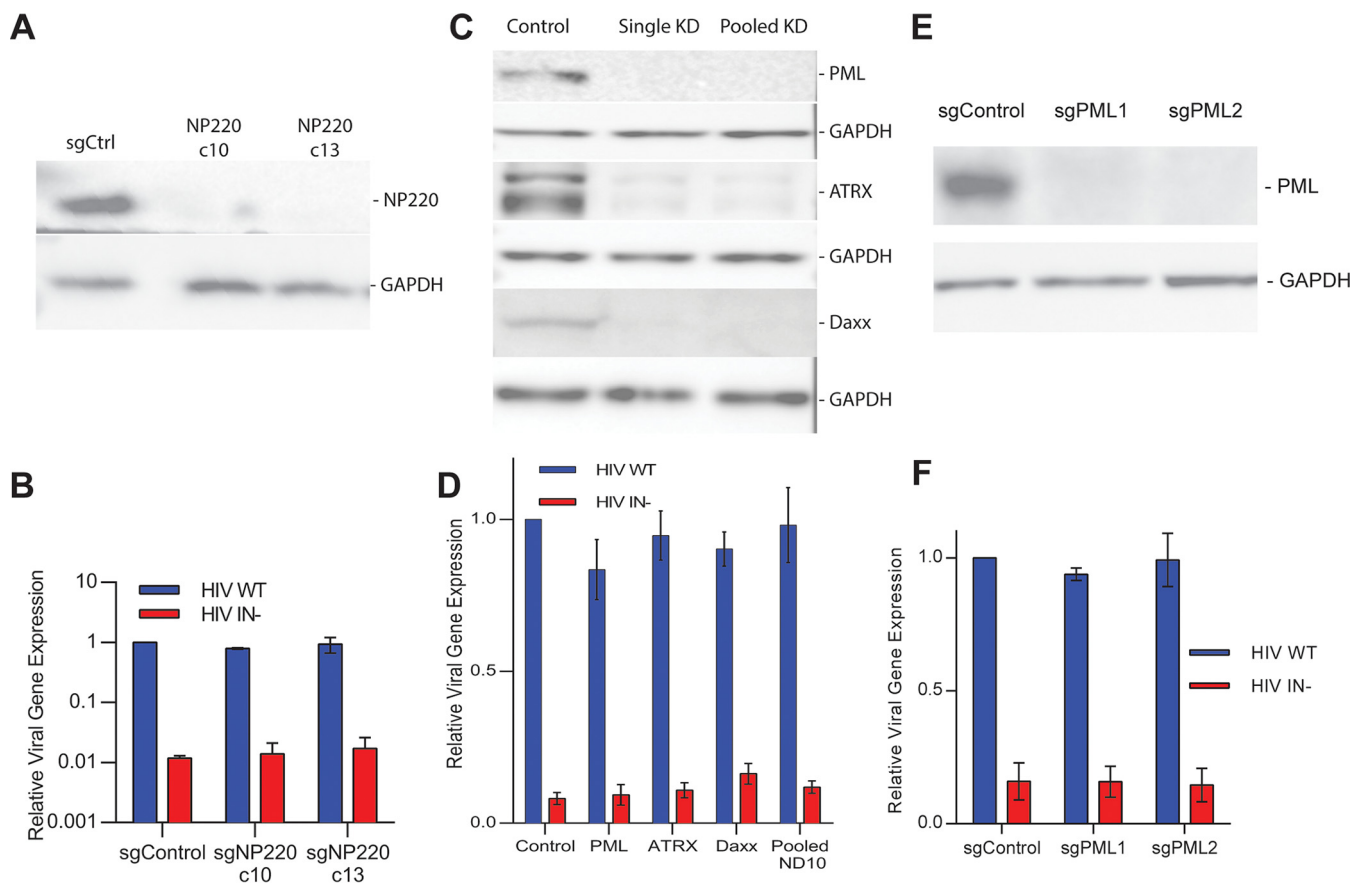 A
sgCtrl
NP220
c10
NP220
c13
- NP220
- GAPDH
B
Relative Viral Gene Expression
10
1
0.1
0.01
0.001
HIV WT
HIV IN-
sgControl
sgNP220
c10
sgNP220
c13
C
Control
Single KD
Pooled KD
- PML
- GAPDH
- ATRX
- GAPDH
- Daxx
- GAPDH
D
Relative Viral Gene Expression
1.0
0.5
0.0
HIV WT
HIV IN-
Control
PML
ATRX
Daxx
Pooled
ND10
E
sgControl
sgPML1
sgPML2
- PML
- GAPDH
F
Relative Viral Gene Expression
1.0
0.5
0.0
HIV WT
HIV IN-
sgControl
sgPML1
sgPML2